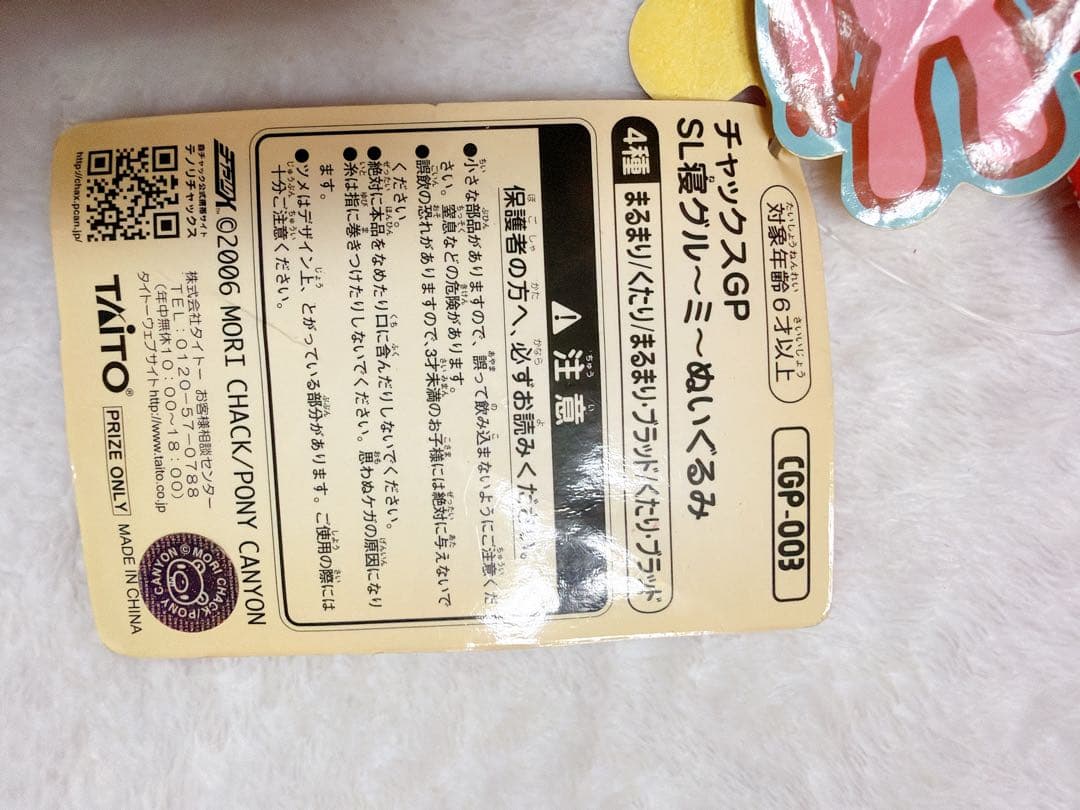 対象年齢6才以上
CGP-003
チャックスGP
SL寝グル～ミ～ぬいぐるみ
4種 まるまり/くたり/まるまり・ブラッド/くたり・ブラッド
注意
保護者の方へ、必ずお読みください。
●小さな部品がありますので、誤って飲み込まないようにご注意くだ
さい。窒息などの危険があります。
●誤飲の恐れがありますので、3才未満のお子様には絶対に与えないで
ください。
●絶対に本品をなめたり口に含んだりしないでください。
●糸は指に巻きつけたりしないでください。思わぬケガの原因になり
ます。
●ツメはデザイン上、とがっている部分があります。ご使用の際には
十分ご注意ください。
©2006 MORI CHACK/PONY CANYON
森チャック公式携帯サイト
テノリチャックス
http://chax.pcan.jp/
株式会社タイトー お客様相談センター
TEL:0120-57-0788
(年中無休10:00～18:00)
タイトーウェブサイト http://www.taito.co.jp
TAITO® PRIZE ONLY MADE IN CHINA
© MORI CHACK/PONY CANYON